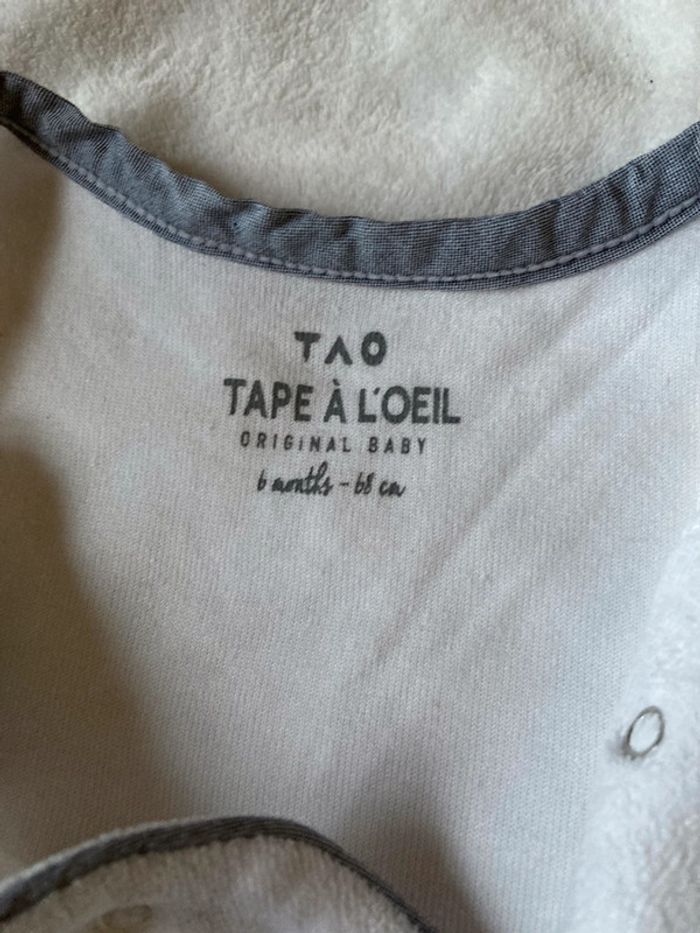 TAO
TAPE À L'OEIL
ORIGINAL BABY
6 months - 68 cm